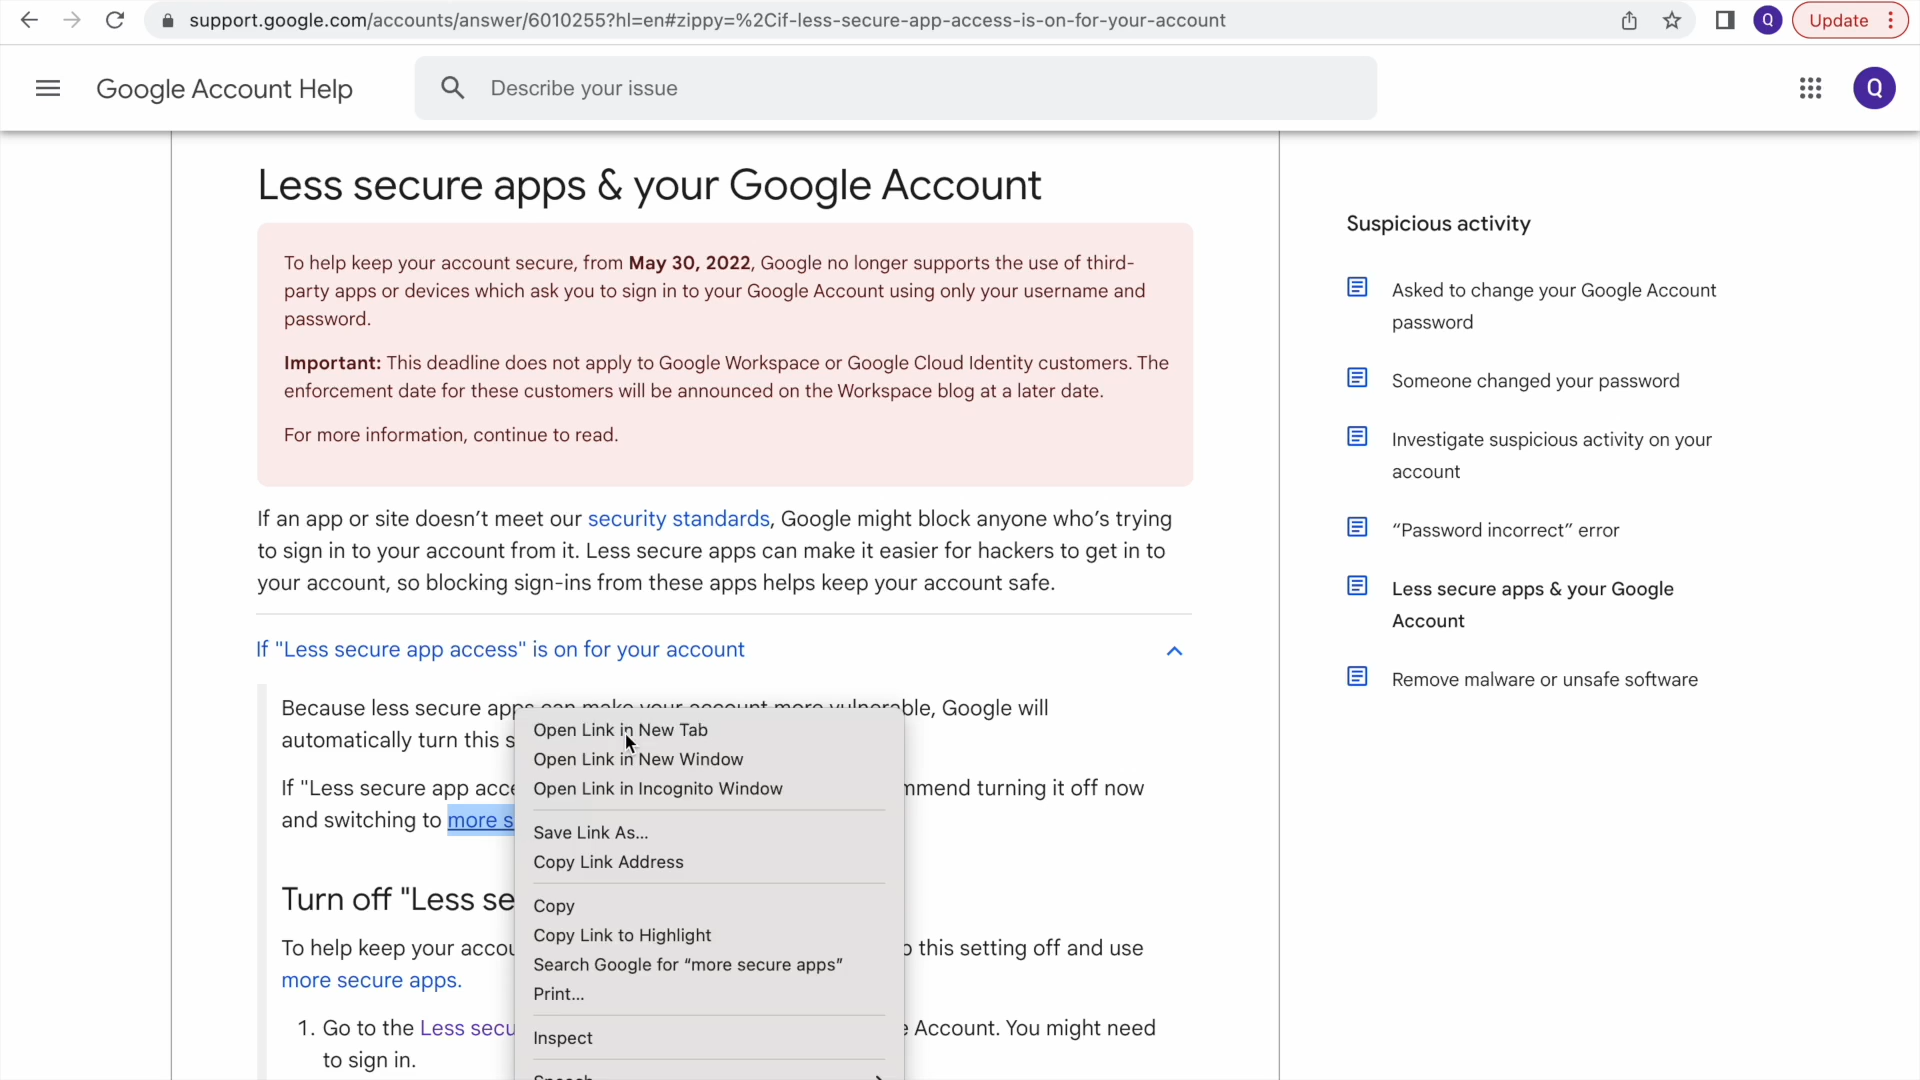 support.google.com/accounts/answer/6010255?hl=en#zippy=%2Cif-less-secure-app-access-is-on-for-your-account
Q
Update
Google Account Help
Describe your issue
Q
Less secure apps & your Google Account
To help keep your account secure, from May 30, 2022, Google no longer supports the use of third-
party apps or devices which ask you to sign in to your Google Account using only your username and
password.
Important: This deadline does not apply to Google Workspace or Google Cloud Identity customers. The
enforcement date for these customers will be announced on the Workspace blog at a later date.
For more information, continue to read.
If an app or site doesn’t meet our security standards, Google might block anyone who’s trying
to sign in to your account from it. Less secure apps can make it easier for hackers to get in to
your account, so blocking sign-ins from these apps helps keep your account safe.
If "Less secure app access" is on for your account
Because less secure apps can make your account more vulnerable, Google will
automatically turn this s
If "Less secure app acce mmend turning it off now
and switching to more s
Turn off "Less se
To help keep your accou p this setting off and use
more secure apps.
1. Go to the Less secu e Account. You might need
to sign in.
Open Link in New Tab
Open Link in New Window
Open Link in Incognito Window
Save Link As...
Copy Link Address
Copy
Copy Link to Highlight
Search Google for “more secure apps”
Print...
Inspect
Speech
Suspicious activity
Asked to change your Google Account
password
Someone changed your password
Investigate suspicious activity on your
account
“Password incorrect” error
Less secure apps & your Google
Account
Remove malware or unsafe software